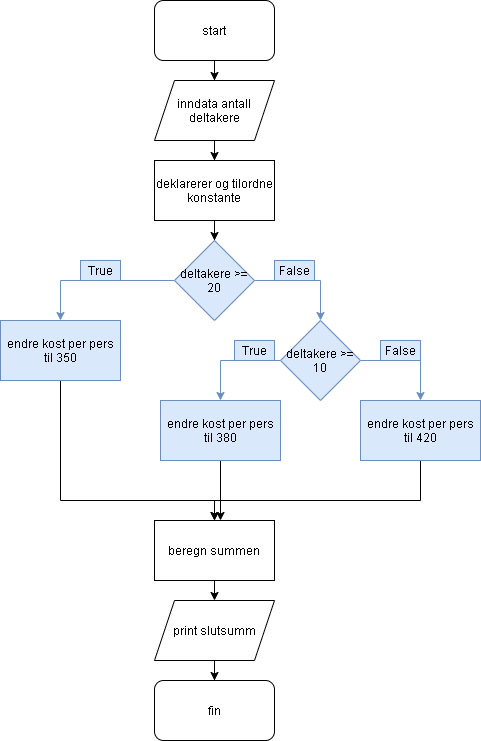 start
inndata antall
deltakere
deklarerer og tilordne
konstante
deltakere >=
20
True
False
endre kost per pers
til 350
deltakere >=
10
True
False
endre kost per pers
til 380
endre kost per pers
til 420
beregn summen
print slutsumm
fin